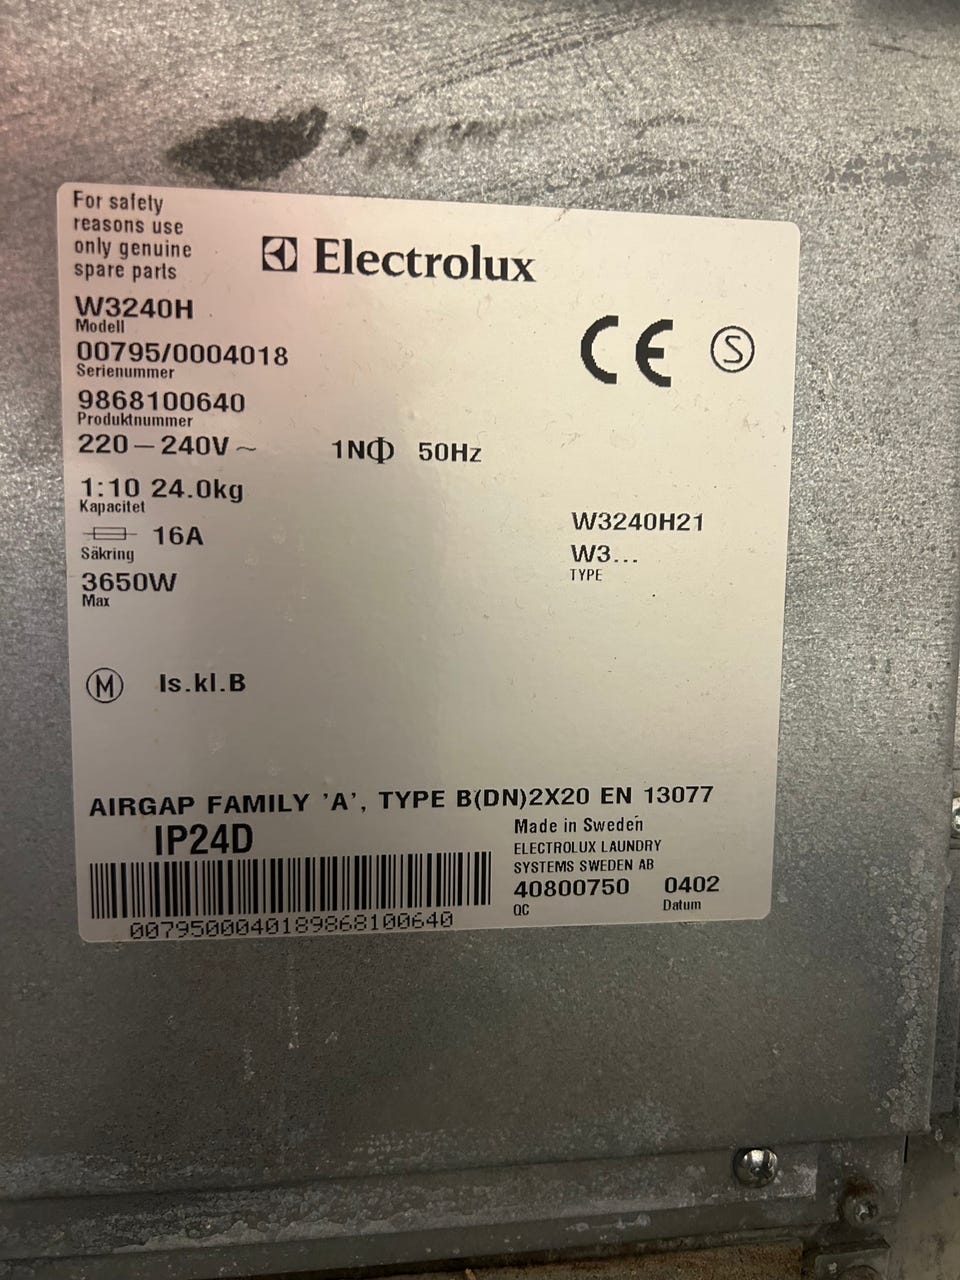 For safety
reasons use
only genuine
spare parts
Electrolux
W3240H
Modell
00795/0004018
Serienummer
CE S
9868100640
Produktnummer
220–240V ~ 1NΦ 50Hz
1:10 24.0kg
Kapacitet
16A
Säkring
W3240H21
W3...
TYPE
3650W
Max
M Is.kl.B
AIRGAP FAMILY 'A', TYPE B(DN)2X20 EN 13077
IP24D
Made in Sweden
ELECTROLUX LAUNDRY
SYSTEMS SWEDEN AB
40800750 0402
QC Datum
0079500040189868100640